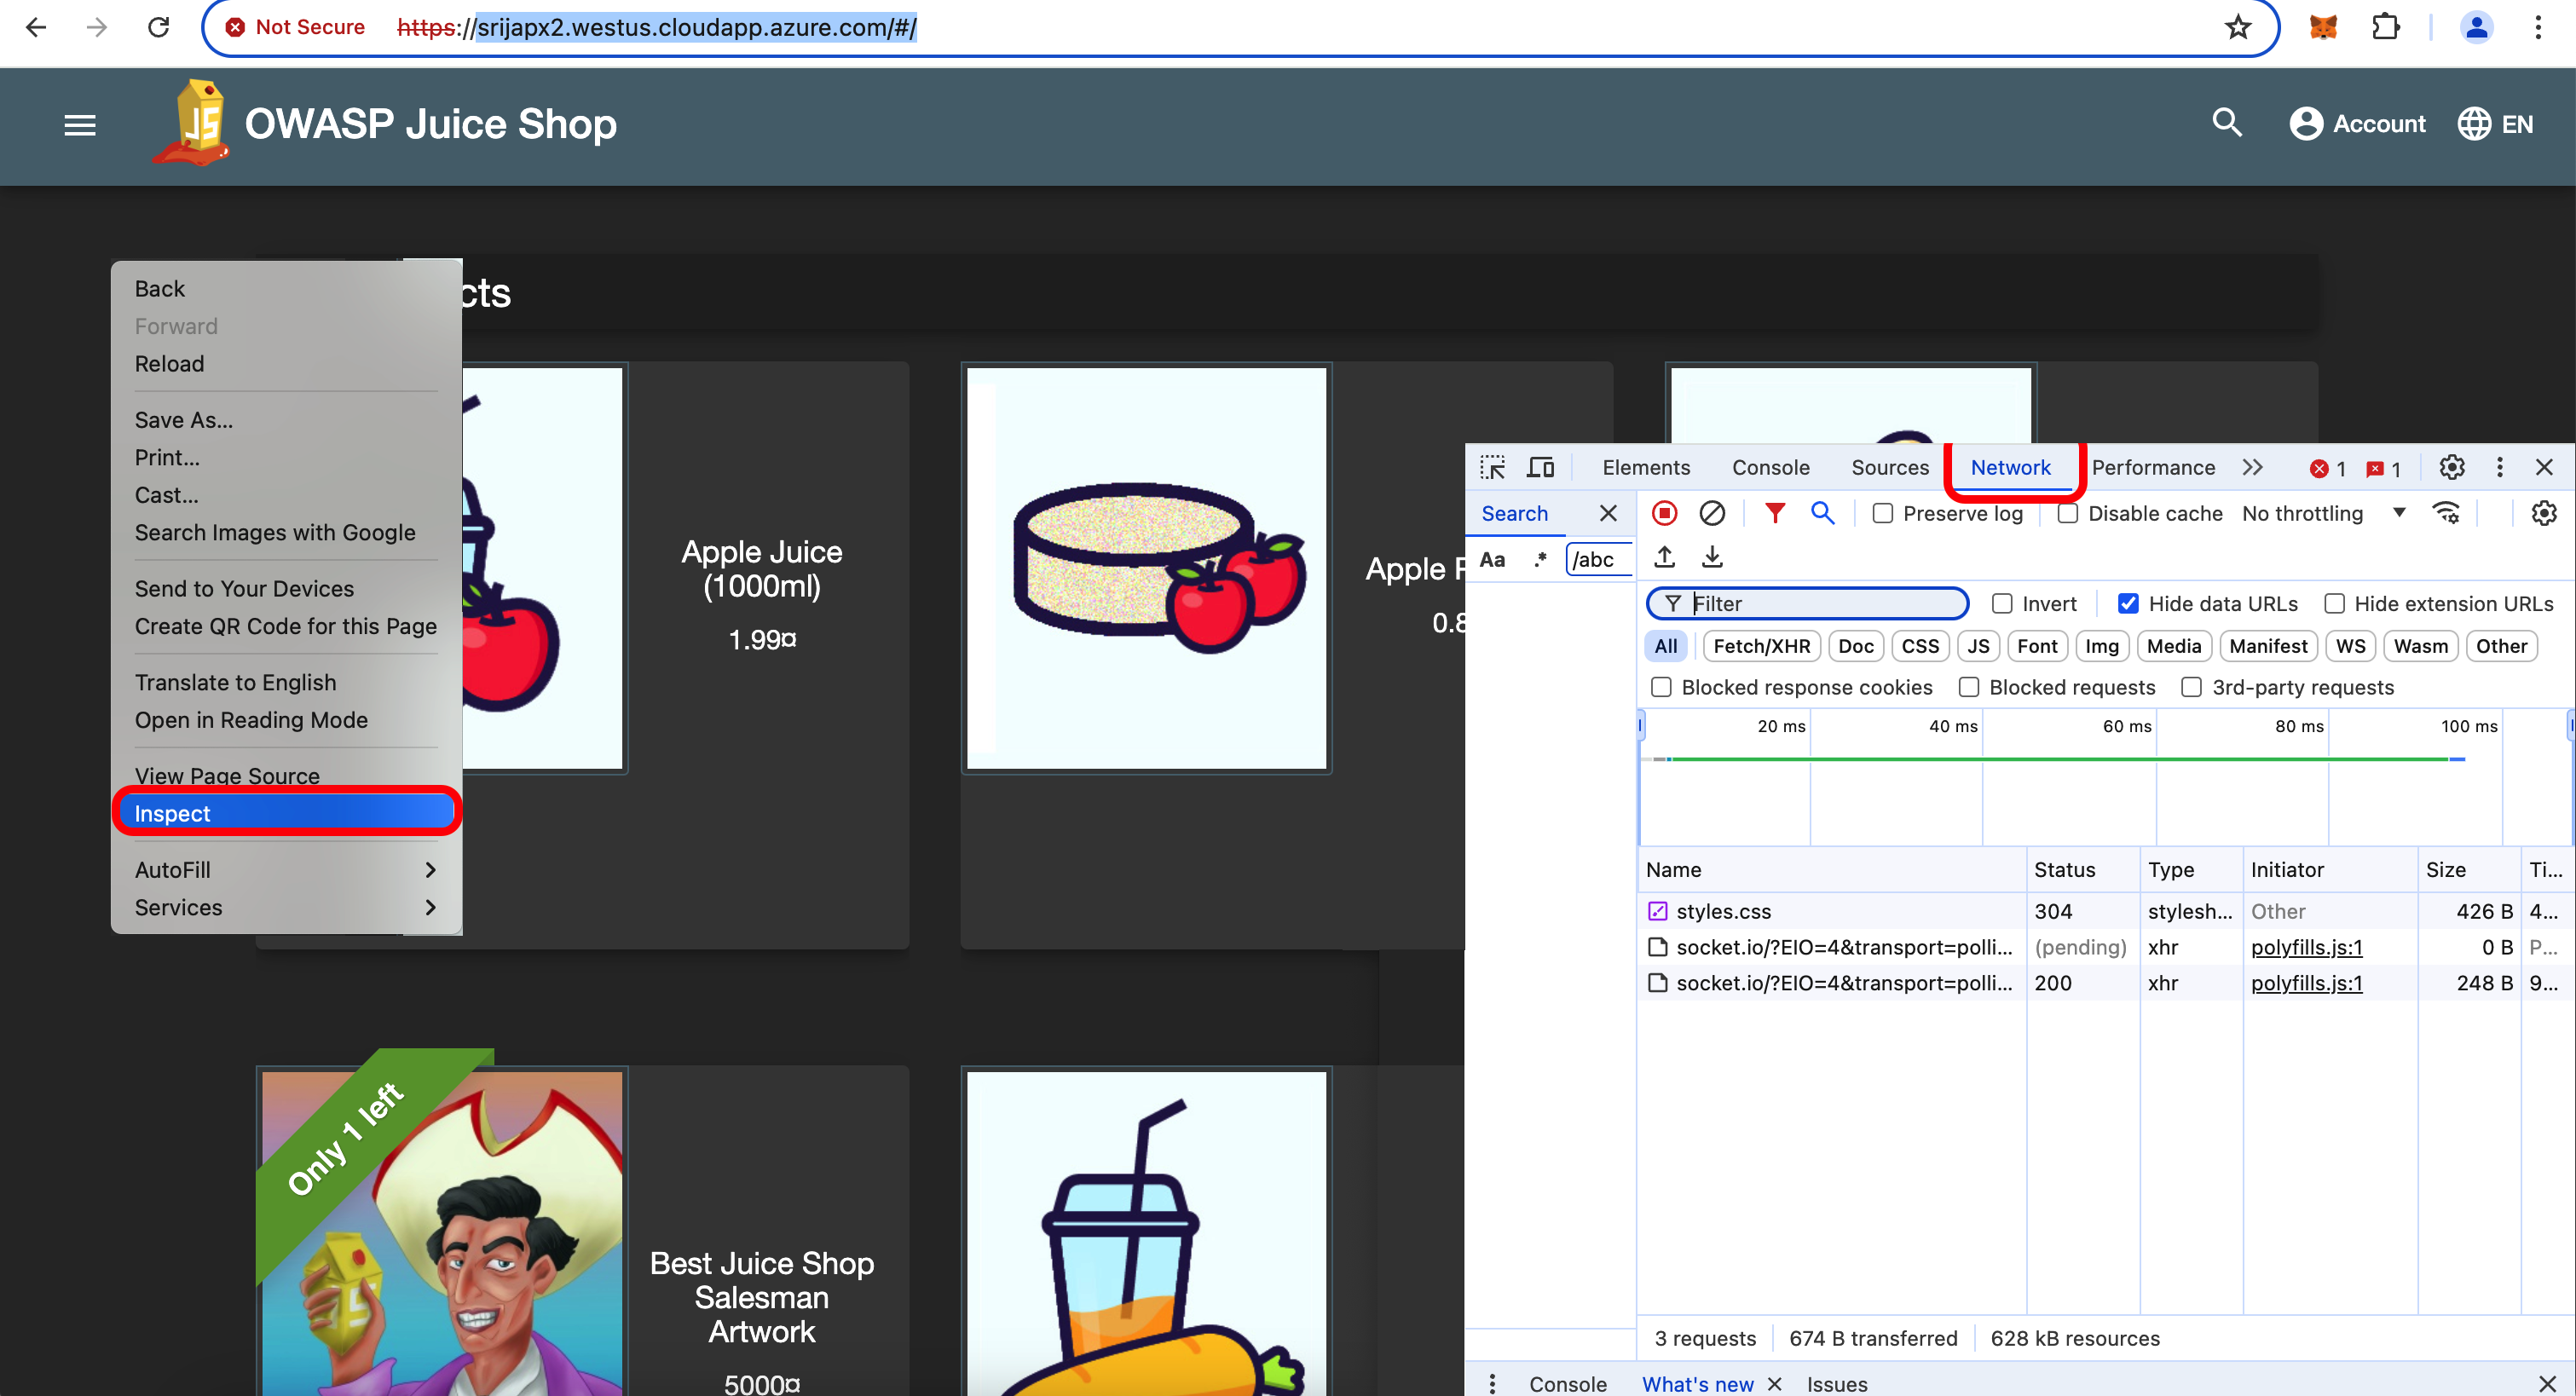 Not Secure https://srijapx2.westus.cloudapp.azure.com/#/
JS OWASP Juice Shop
Account EN
cts
Back
Forward
Reload
Save As...
Print...
Cast...
Search Images with Google
Send to Your Devices
Create QR Code for this Page
Translate to English
Open in Reading Mode
View Page Source
Inspect
AutoFill
Services
Apple Juice
(1000ml)
1.99¤
Apple
0.8
Only 1 left
Best Juice Shop
Salesman
Artwork
5000¤
Elements Console Sources Network Performance 1 1
Search
Aa .* /abc
Preserve log Disable cache No throttling
Filter Invert Hide data URLs Hide extension URLs
All Fetch/XHR Doc CSS JS Font Img Media Manifest WS Wasm Other
Blocked response cookies Blocked requests 3rd-party requests
20 ms 40 ms 60 ms 80 ms 100 ms
Name Status Type Initiator Size Ti...
styles.css 304 stylesh... Other 426 B 4...
socket.io/?EIO=4&transport=polli... (pending) xhr polyfills.js:1 0 B P...
socket.io/?EIO=4&transport=polli... 200 xhr polyfills.js:1 248 B 9...
3 requests 674 B transferred 628 kB resources
Console What's new Issues